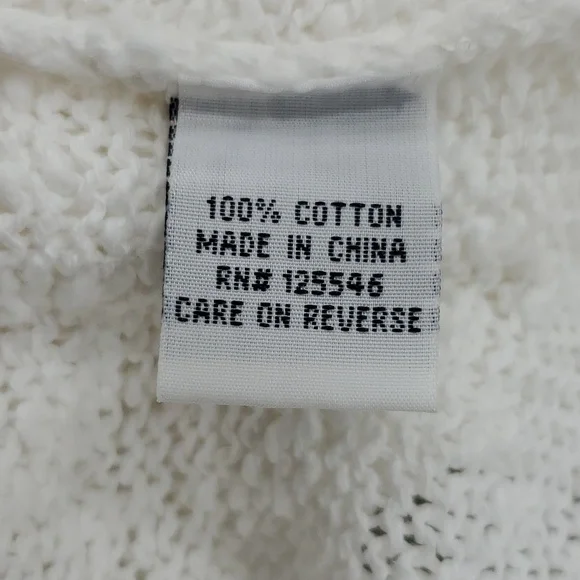 100% COTTON
MADE IN CHINA
RN# 125546
CARE ON REVERSE